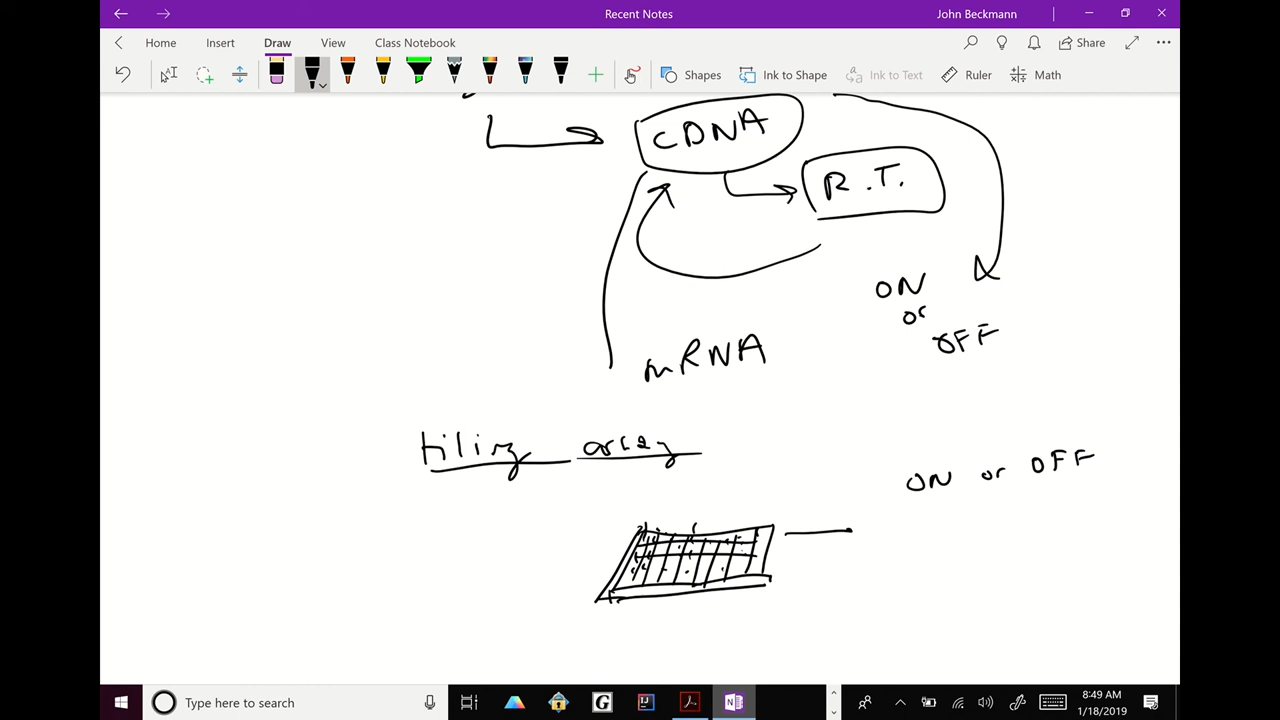 Recent Notes
John Beckmann
Home Insert Draw View Class Notebook
Share
Shapes Ink to Shape Ink to Text Ruler Math
cDNA
R.T.
ON
or
OFF
mRNA
tiling array
ON or OFF
Type here to search
8:49 AM
1/18/2019